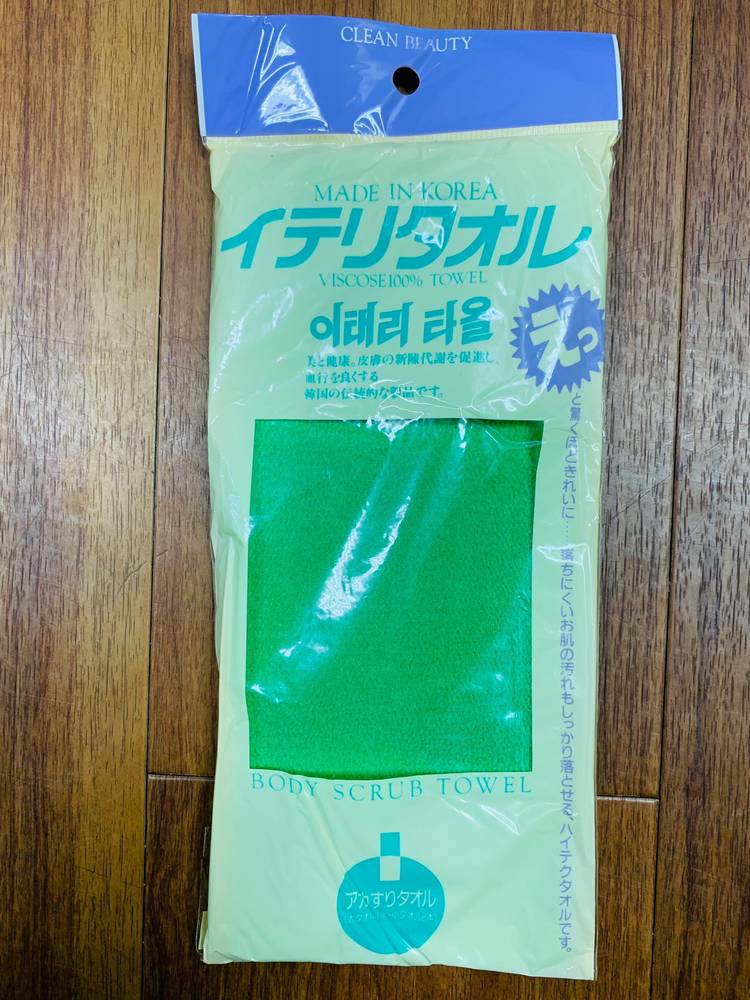 CLEAN BEAUTY
MADE IN KOREA
イテリタオル
VISCOSE100% TOWEL
이태리 타올
美と健康。皮膚の新陳代謝を促進し、
血行を良くする
韓国の伝統的な製品です。
えっ
と驚くほどきれいに……落ちにくいお肌の汚れもしっかり落とせる、ハイテクタオルです。
BODY SCRUB TOWEL
アカすりタオル